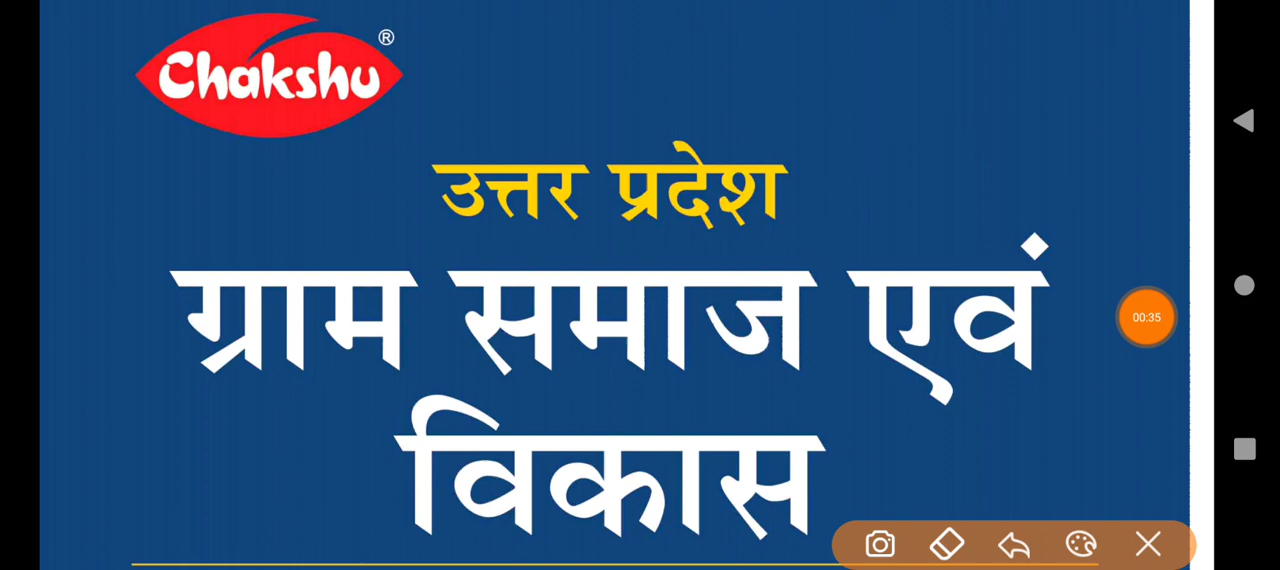 Chakshu ®
उत्तर प्रदेश
ग्राम समाज एवं
00:35
विकास